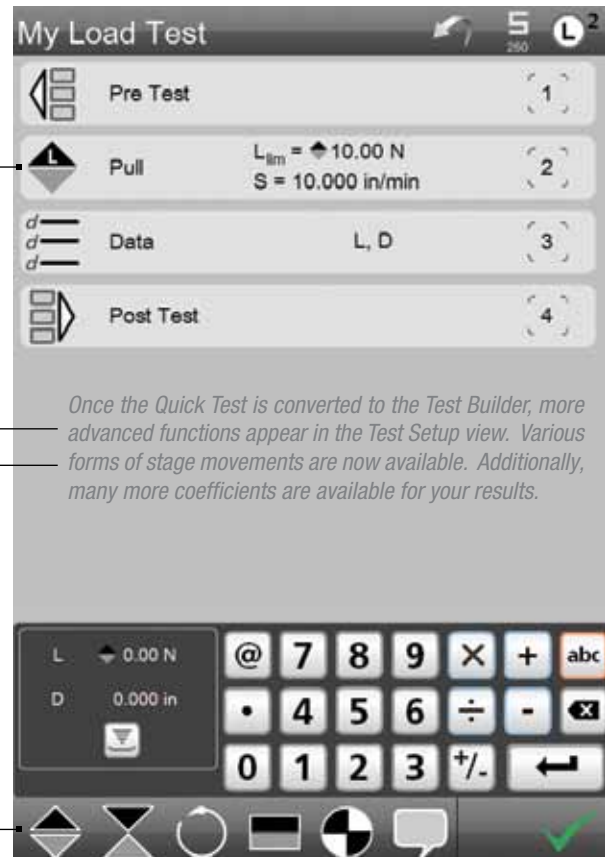 My Load Test
5 260
L 2
Pre Test 1
L Pull L_lim = 10.00 N 2
S = 10.000 in/min
d
d Data L, D 3
d
Post Test 4
Once the Quick Test is converted to the Test Builder, more
advanced functions appear in the Test Setup view. Various
forms of stage movements are now available. Additionally,
many more coefficients are available for your results.
L 0.00 N @ 7 8 9 × + abc
D 0.000 in • 4 5 6 ÷ -
0 1 2 3 +/-